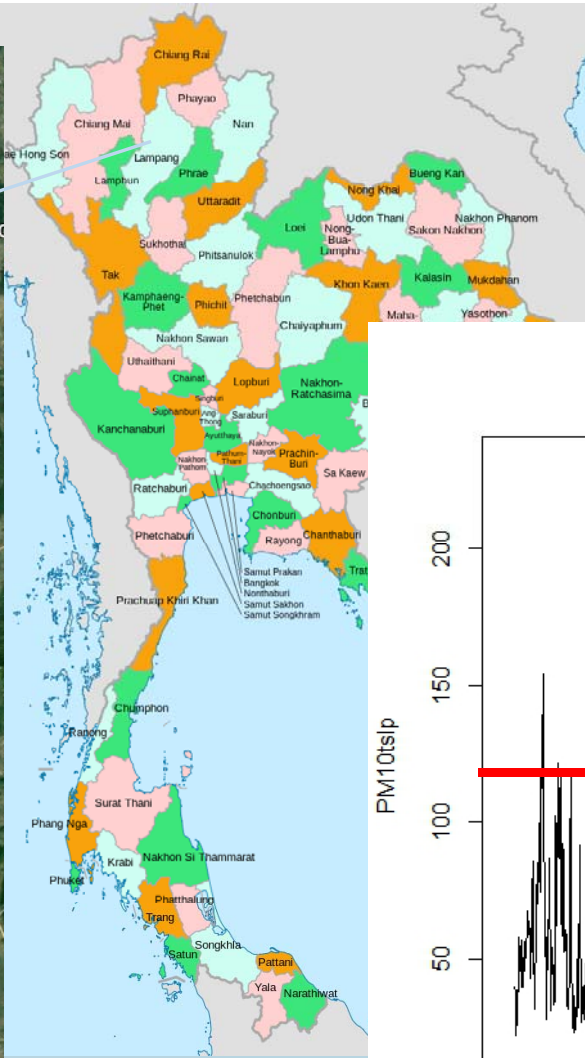 Chiang Rai
Phayao
Chiang Mai
Nan
ae Hong Son
Lampang
Phrae
Lamphun
Uttaradit
Bueng Kan
Nong Khai
Loei
Udon Thani
Nakhon Phanom
Nong-
Bua-
Lamphu
Sakon Nakhon
Sukhothai
Phitsanulok
Tak
Khon Kaen
Kalasin
Mukdahan
Kamphaeng-
Phet
Phichit
Phetchabun
Chaiyaphum
Maha-
Yasothon
Nakhon Sawan
Uthaithani
Chainat
Lopburi
Nakhon-
Ratchasima
Singburi
Suphanburi
Ang
Thong
Saraburi
Kanchanaburi
Ayutthaya
Nakhon-
Nayok
Pathum-
Thani
Prachin-
Buri
Nakhon-
Pathom
Sa Kaew
Ratchaburi
Chachoengsao
Chonburi
Phetchaburi
Rayong
Chanthaburi
Trat
Samut Prakan
Bangkok
Nonthaburi
Samut Sakhon
Samut Songkhram
Prachuap Khiri Khan
Chumphon
Ranong
Surat Thani
Phang Nga
Krabi
Nakhon Si Thammarat
Phuket
Phatthalung
Trang
Songkhla
Satun
Pattani
Yala
Narathiwat
PM10tslp
200
150
100
50